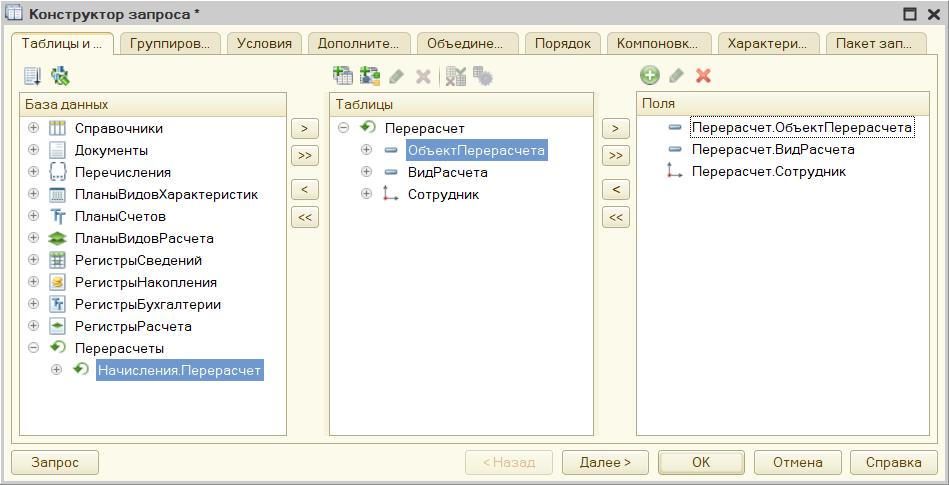 Конструктор запроса *
Таблицы и ... Группиров... Условия Дополните... Объедине... Порядок Компоновк... Характери... Пакет зап...
База данных
Справочники
Документы
Перечисления
ПланыВидовХарактеристик
ПланыСчетов
ПланыВидовРасчета
РегистрыСведений
РегистрыНакопления
РегистрыБухгалтерии
РегистрыРасчета
Перерасчеты
Начисления.Перерасчет
>
>>
<
<<
Таблицы
Перерасчет
ОбъектПерерасчета
ВидРасчета
Сотрудник
>
>>
<
<<
Поля
Перерасчет.ОбъектПерерасчета
Перерасчет.ВидРасчета
Перерасчет.Сотрудник
Запрос < Назад Далее > OK Отмена Справка